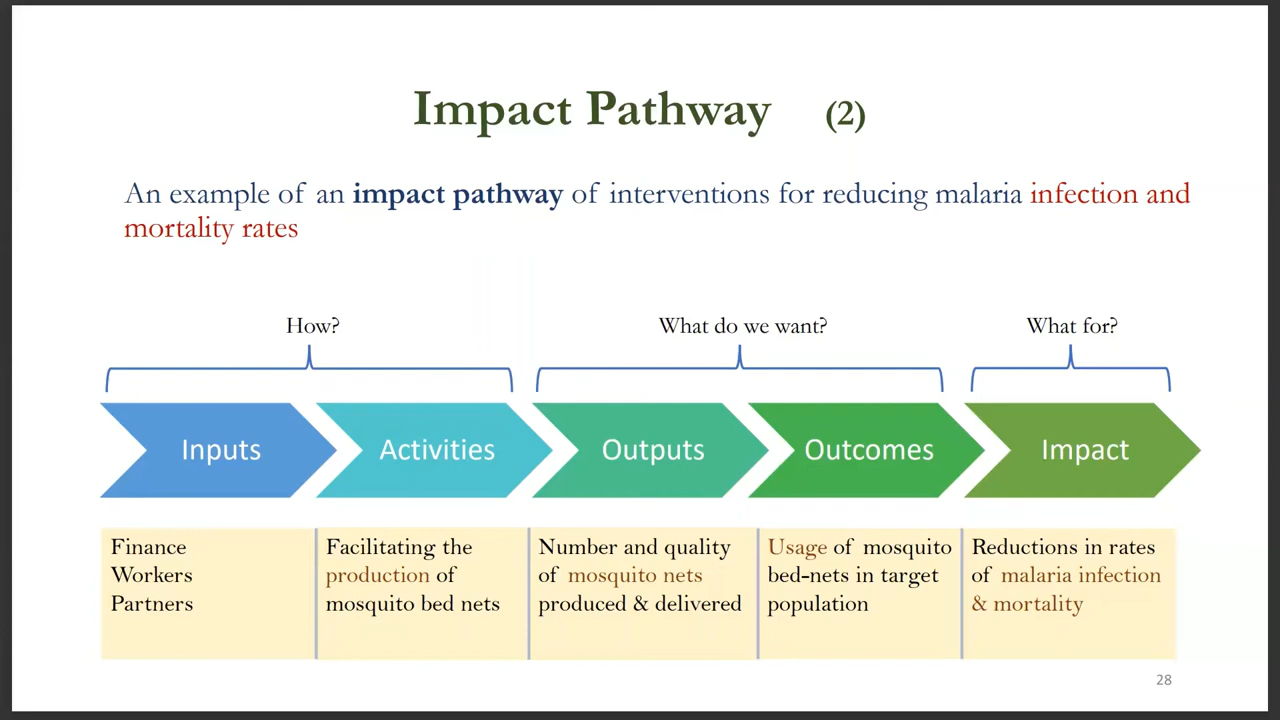 Impact Pathway (2)
An example of an impact pathway of interventions for reducing malaria infection and
mortality rates
How?
What do we want?
What for?
Inputs
Activities
Outputs
Outcomes
Impact
Finance
Workers
Partners
Facilitating the
production of
mosquito bed nets
Number and quality
of mosquito nets
produced & delivered
Usage of mosquito
bed-nets in target
population
Reductions in rates
of malaria infection
& mortality
28